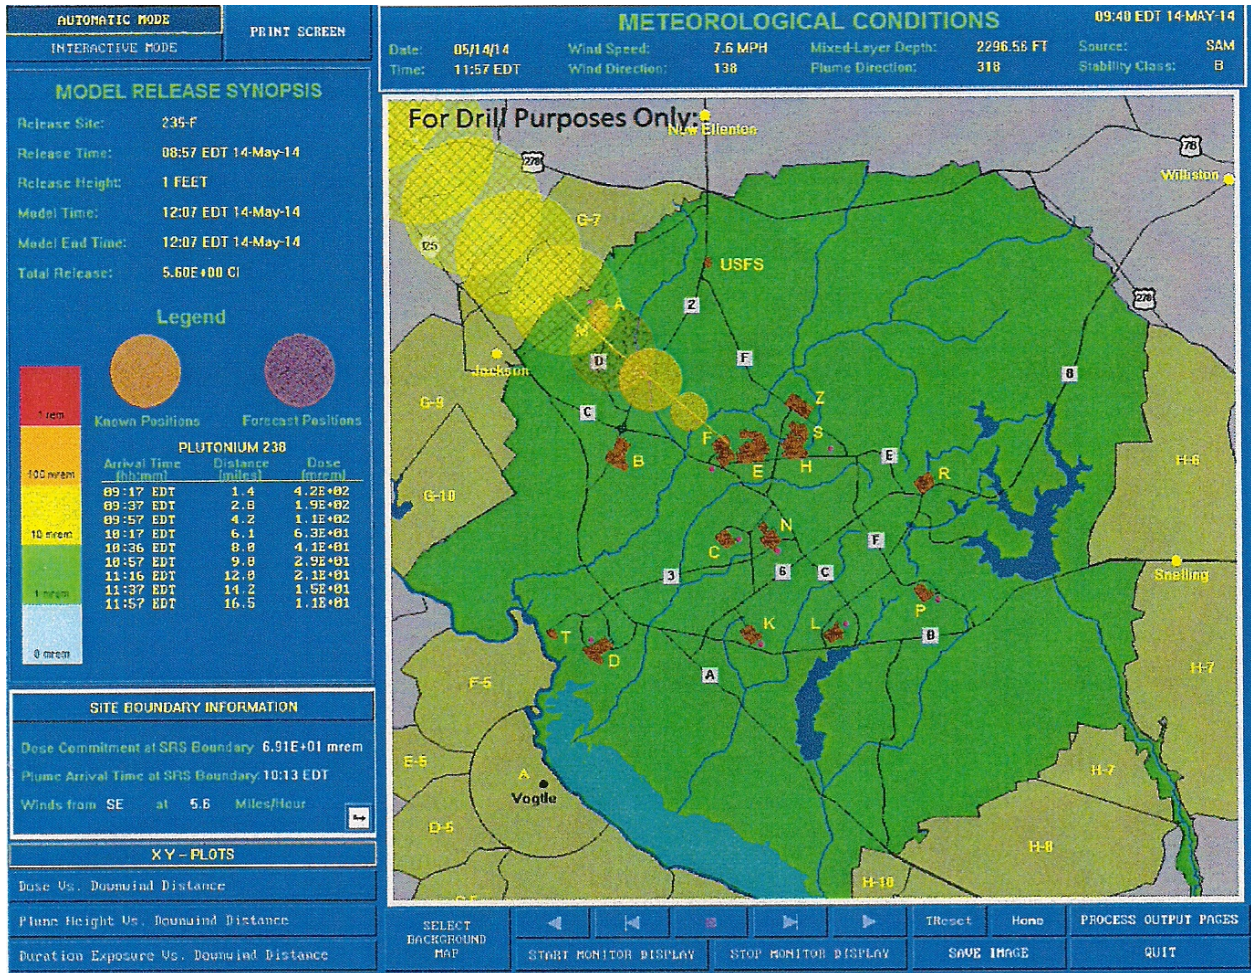 AUTOMATIC MODE
INTERACTIVE MODE
PRINT SCREEN
METEOROLOGICAL CONDITIONS
09:40 EDT 14-MAY-14
Date: 05/14/14 Wind Speed: 7.6 MPH Mixed-Layer Depth: 2296.56 FT Source: SAM
Time: 11:57 EDT Wind Direction: 138 Plume Direction: 318 Stability Class: B
MODEL RELEASE SYNOPSIS
Release Site: 235-F
Release Time: 08:57 EDT 14-May-14
Release Height: 1 FEET
Model Time: 12:07 EDT 14-May-14
Model End Time: 12:07 EDT 14-May-14
Total Release: 5.60E+00 CI
Legend
Known Positions
Forecast Positions
1 rem
100 mrem
10 mrem
1 mrem
0 mrem
PLUTONIUM 238
Arrival Time Distance Dose
(hh:mm) (miles) (mrem)
09:17 EDT 1.4 4.2E+02
09:37 EDT 2.8 1.9E+02
09:57 EDT 4.2 1.1E+02
10:17 EDT 6.1 6.3E+01
10:36 EDT 8.0 4.1E+01
10:57 EDT 9.8 2.9E+01
11:16 EDT 12.0 2.1E+01
11:37 EDT 14.2 1.5E+01
11:57 EDT 16.5 1.1E+01
SITE BOUNDARY INFORMATION
Dose Commitment at SRS Boundary 6.91E+01 mrem
Plume Arrival Time at SRS Boundary: 10:13 EDT
Winds from SE at 5.6 Miles/Hour
X Y - PLOTS
Dose Vs. Downwind Distance
Plume Height Vs. Downwind Distance
Duration Exposure Vs. Downwind Distance
For Drill Purposes Only:
New Ellenton
278
78
Williston
G-7
125
USFS
278
A
2
M
D
F
Jackson
8
G-9
C
Z
F
S
B
E
H
E
H-6
R
G-10
N
C
F
Snelling
3
6
C
P
T
K
L
B
D
H-7
F-5
A
E-5
A
H-7
Vogtle
D-5
H-8
H-10
SELECT
BACKGROUND
MAP
TReset
Home
PROCESS OUTPUT PAGES
START MONITOR DISPLAY
STOP MONITOR DISPLAY
SAVE IMAGE
QUIT